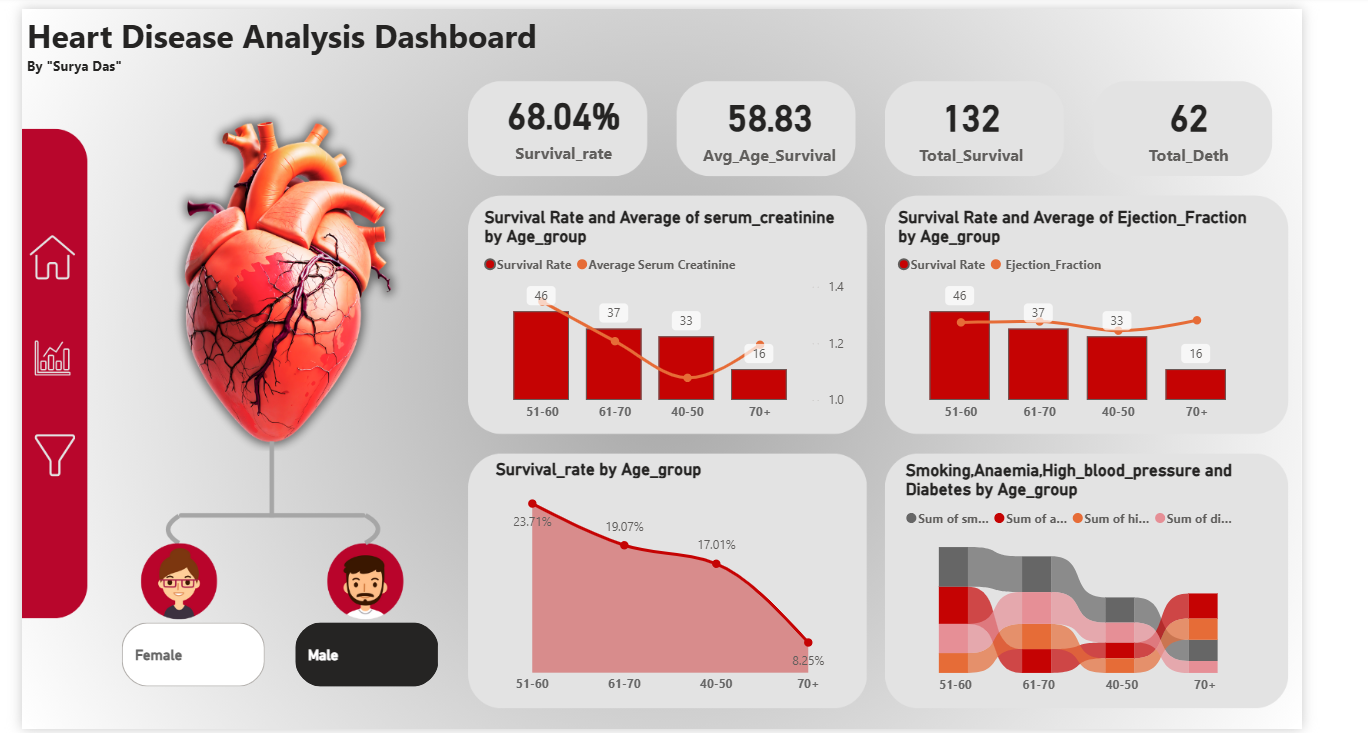 Heart Disease Analysis Dashboard
By "Surya Das"
68.04%
Survival_rate
58.83
Avg_Age_Survival
132
Total_Survival
62
Total_Deth
Survival Rate and Average of serum_creatinine
by Age_group
Survival Rate Average Serum Creatinine
1.4
1.2
1.0
46
37
33
16
51-60 61-70 40-50 70+
Survival Rate and Average of Ejection_Fraction
by Age_group
Survival Rate Ejection_Fraction
46
37
33
16
51-60 61-70 40-50 70+
Survival_rate by Age_group
23.71%
19.07%
17.01%
8.25%
51-60 61-70 40-50 70+
Smoking,Anaemia,High_blood_pressure and
Diabetes by Age_group
Sum of sm... Sum of a... Sum of hi... Sum of di...
51-60 61-70 40-50 70+
Female
Male